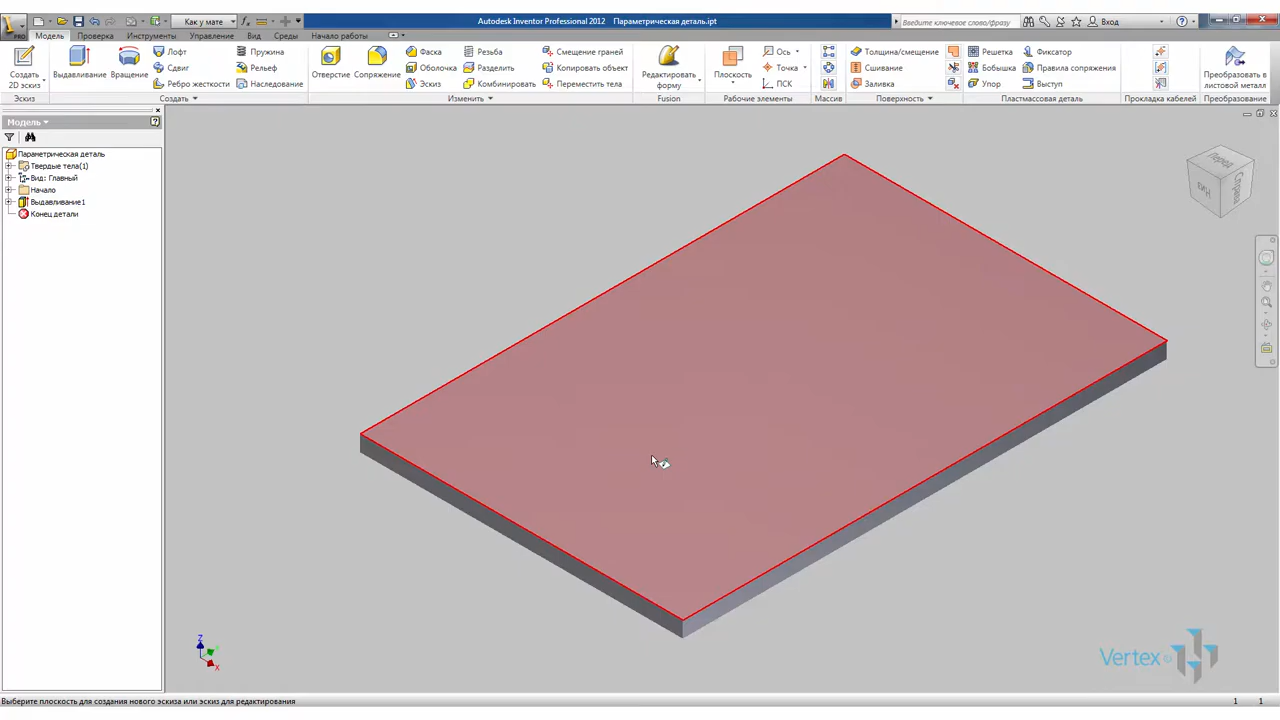 PRO
Как у мате
Autodesk Inventor Professional 2012 Параметрическая деталь.ipt
Введите ключевое слово/фразу
Вход
Модель Проверка Инструменты Управление Вид Среды Начало работы
Создать 2D эскиз
Эскиз
Выдавливание
Вращение
Лофт
Сдвиг
Ребро жесткости
Пружина
Рельеф
Наследование
Создать
Отверстие
Сопряжение
Фаска
Оболочка
Эскиз
Резьба
Разделить
Комбинировать
Смещение граней
Копировать объект
Переместить тела
Изменить
Редактировать форму
Fusion
Плоскость
Ось
Точка
ПСК
Рабочие элементы
Массив
Толщина/смещение
Сшивание
Заливка
Поверхность
Решетка
Бобышка
Упор
Фиксатор
Правила сопряжения
Выступ
Пластмассовая деталь
Прокладка кабелей
Преобразовать в листовой металл
Преобразование
Модель
Параметрическая деталь
Твердые тела(1)
Вид: Главный
Начало
Выдавливание1
Конец детали
Перед
Низ
Справа
Z
X
Vertex
Выберите плоскость для создания нового эскиза или эскиз для редактирования
1 1